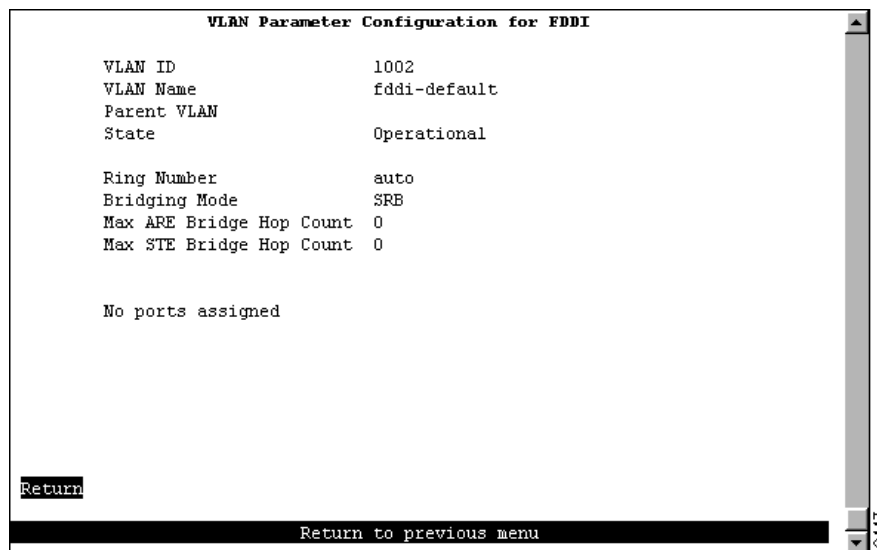 VLAN Parameter Configuration for FDDI
VLAN ID 1002
VLAN Name fddi-default
Parent VLAN
State Operational
Ring Number auto
Bridging Mode SRB
Max ARE Bridge Hop Count 0
Max STE Bridge Hop Count 0
No ports assigned
Return
Return to previous menu